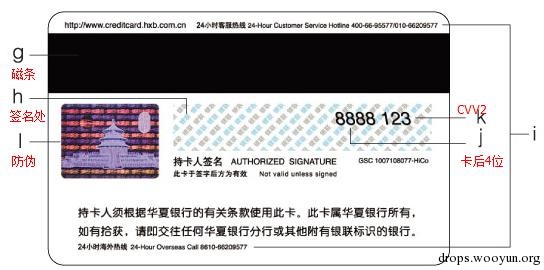 http://www.creditcard.hxb.com.cn 24小时客服热线 24-Hour Customer Service Hotline 400-66-95577/010-66209577
g
磁条
h
签名处
l
防伪
8888 123
CVV2
k
j
卡后4位
i
持卡人签名 AUTHORIZED SIGNATURE GSC 1007108077-HiCo
此卡于签字后方为有效 Not valid unless signed
持卡人须根据华夏银行的有关条款使用此卡。此卡属华夏银行所有，
如有拾获，请即交往任何华夏银行分行或其他附有银联标识的银行。
24小时海外热线 24-Hour Overseas Call 8610-66209577
drops.wooyun.org